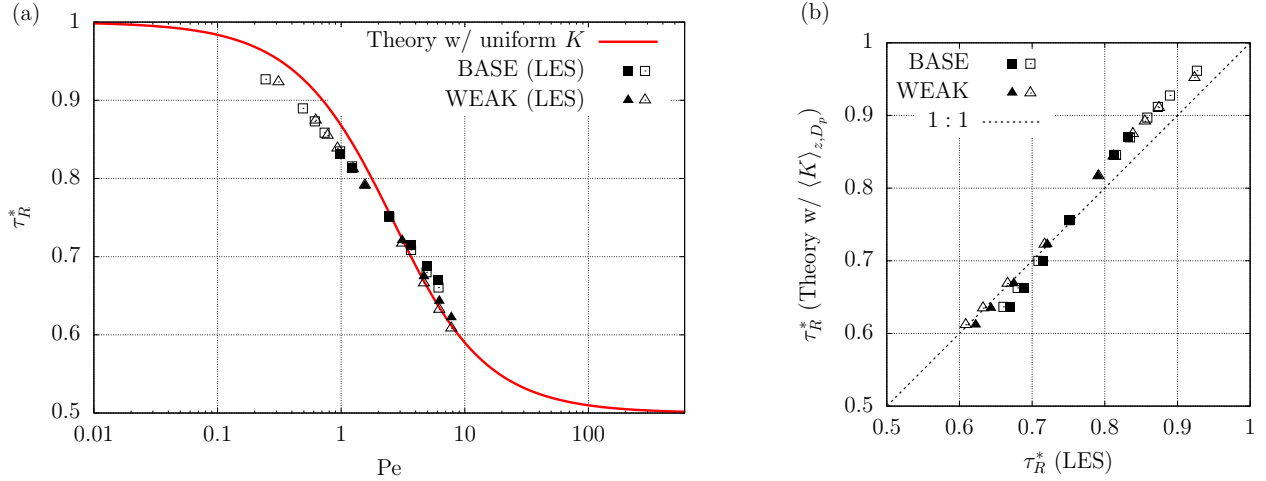 (a)
Theory w/ uniform K
BASE (LES)
WEAK (LES)
1
0.9
0.8
0.7
0.6
0.5
τ*R
0.01
0.1
1
10
100
Pe
(b)
BASE
WEAK
1 : 1
1
0.9
0.8
0.7
0.6
0.5
τ*R (Theory w/ ⟨K⟩z,Dp)
0.5
0.6
0.7
0.8
0.9
1
τ*R (LES)